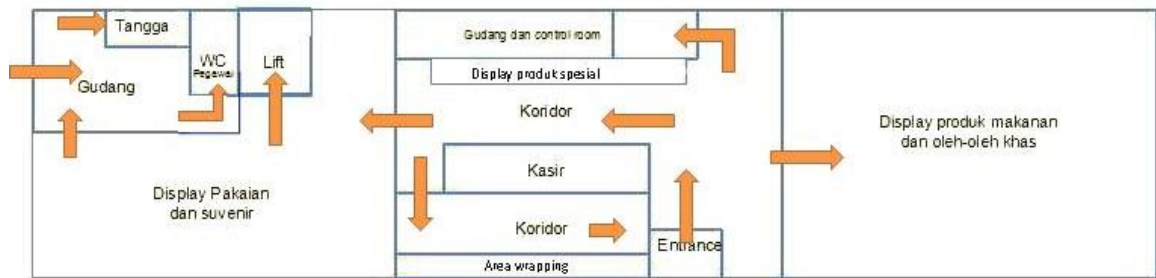 Tangga
WC
Pegawai
Lift
Gudang
Display Pakaian
dan suvenir
Gudang dan control room
Display produk spesial
Koridor
Kasir
Koridor
Area wrapping
Entrance
Display produk makanan
dan oleh-oleh khas